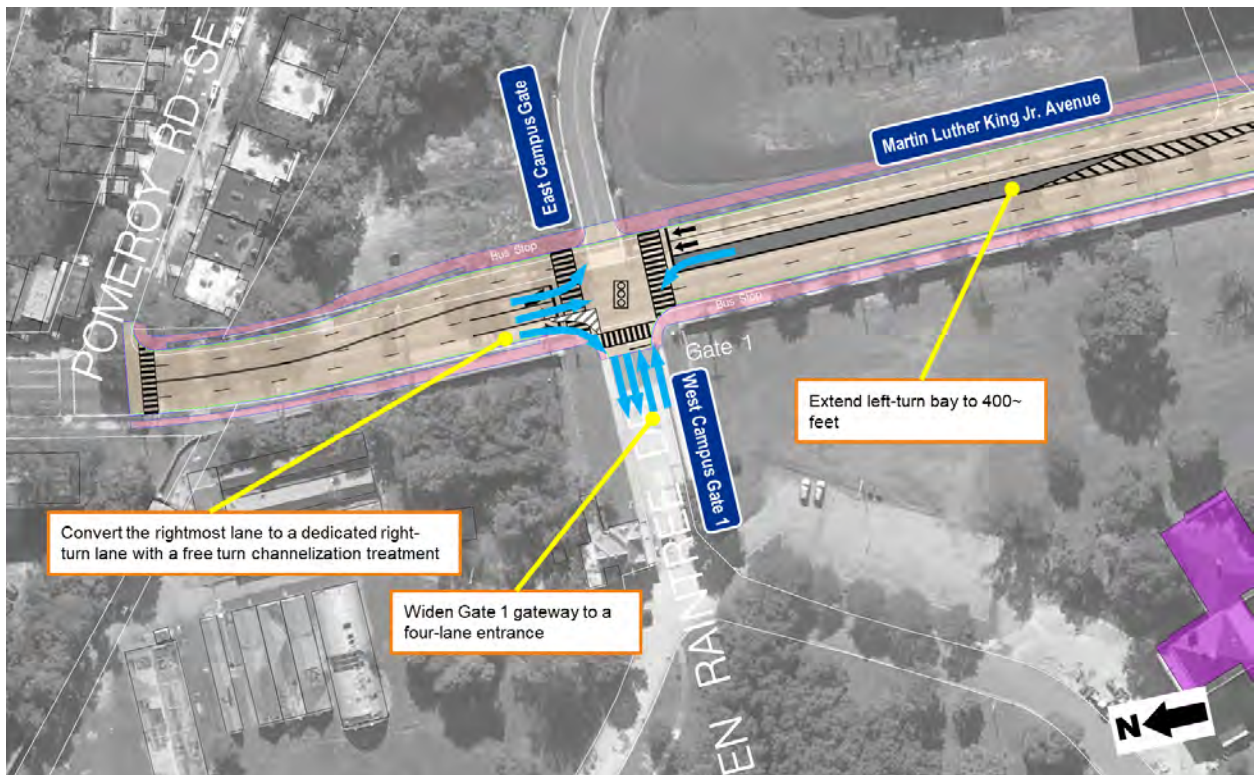 POMEROY RD. SE
East Campus Gate
Martin Luther King Jr. Avenue
Bus Stop
Bus Stop
Gate 1
West Campus Gate 1
Extend left-turn bay to 400~
feet
Convert the rightmost lane to a dedicated right-
turn lane with a free turn channelization treatment
Widen Gate 1 gateway to a
four-lane entrance
EN RAINTREE
N